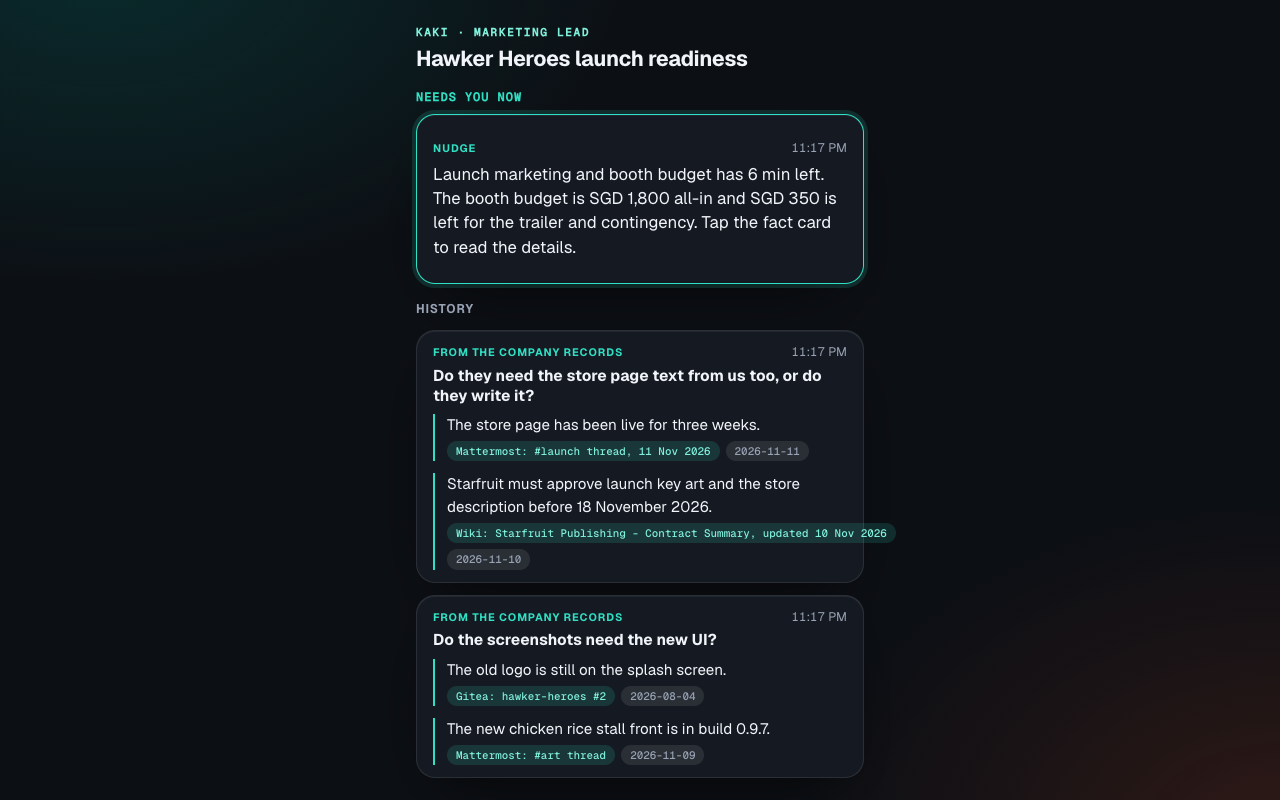 KAKI · MARKETING LEAD
Hawker Heroes launch readiness
NEEDS YOU NOW
NUDGE 11:17 PM
Launch marketing and booth budget has 6 min left.
The booth budget is SGD 1,800 all-in and SGD 350 is
left for the trailer and contingency. Tap the fact card
to read the details.
HISTORY
FROM THE COMPANY RECORDS 11:17 PM
Do they need the store page text from us too, or do
they write it?
The store page has been live for three weeks.
Mattermost: #launch thread, 11 Nov 2026 2026-11-11
Starfruit must approve launch key art and the store
description before 18 November 2026.
Wiki: Starfruit Publishing - Contract Summary, updated 10 Nov 2026
2026-11-10
FROM THE COMPANY RECORDS 11:17 PM
Do the screenshots need the new UI?
The old logo is still on the splash screen.
Gitea: hawker-heroes #2 2026-08-04
The new chicken rice stall front is in build 0.9.7.
Mattermost: #art thread 2026-11-09